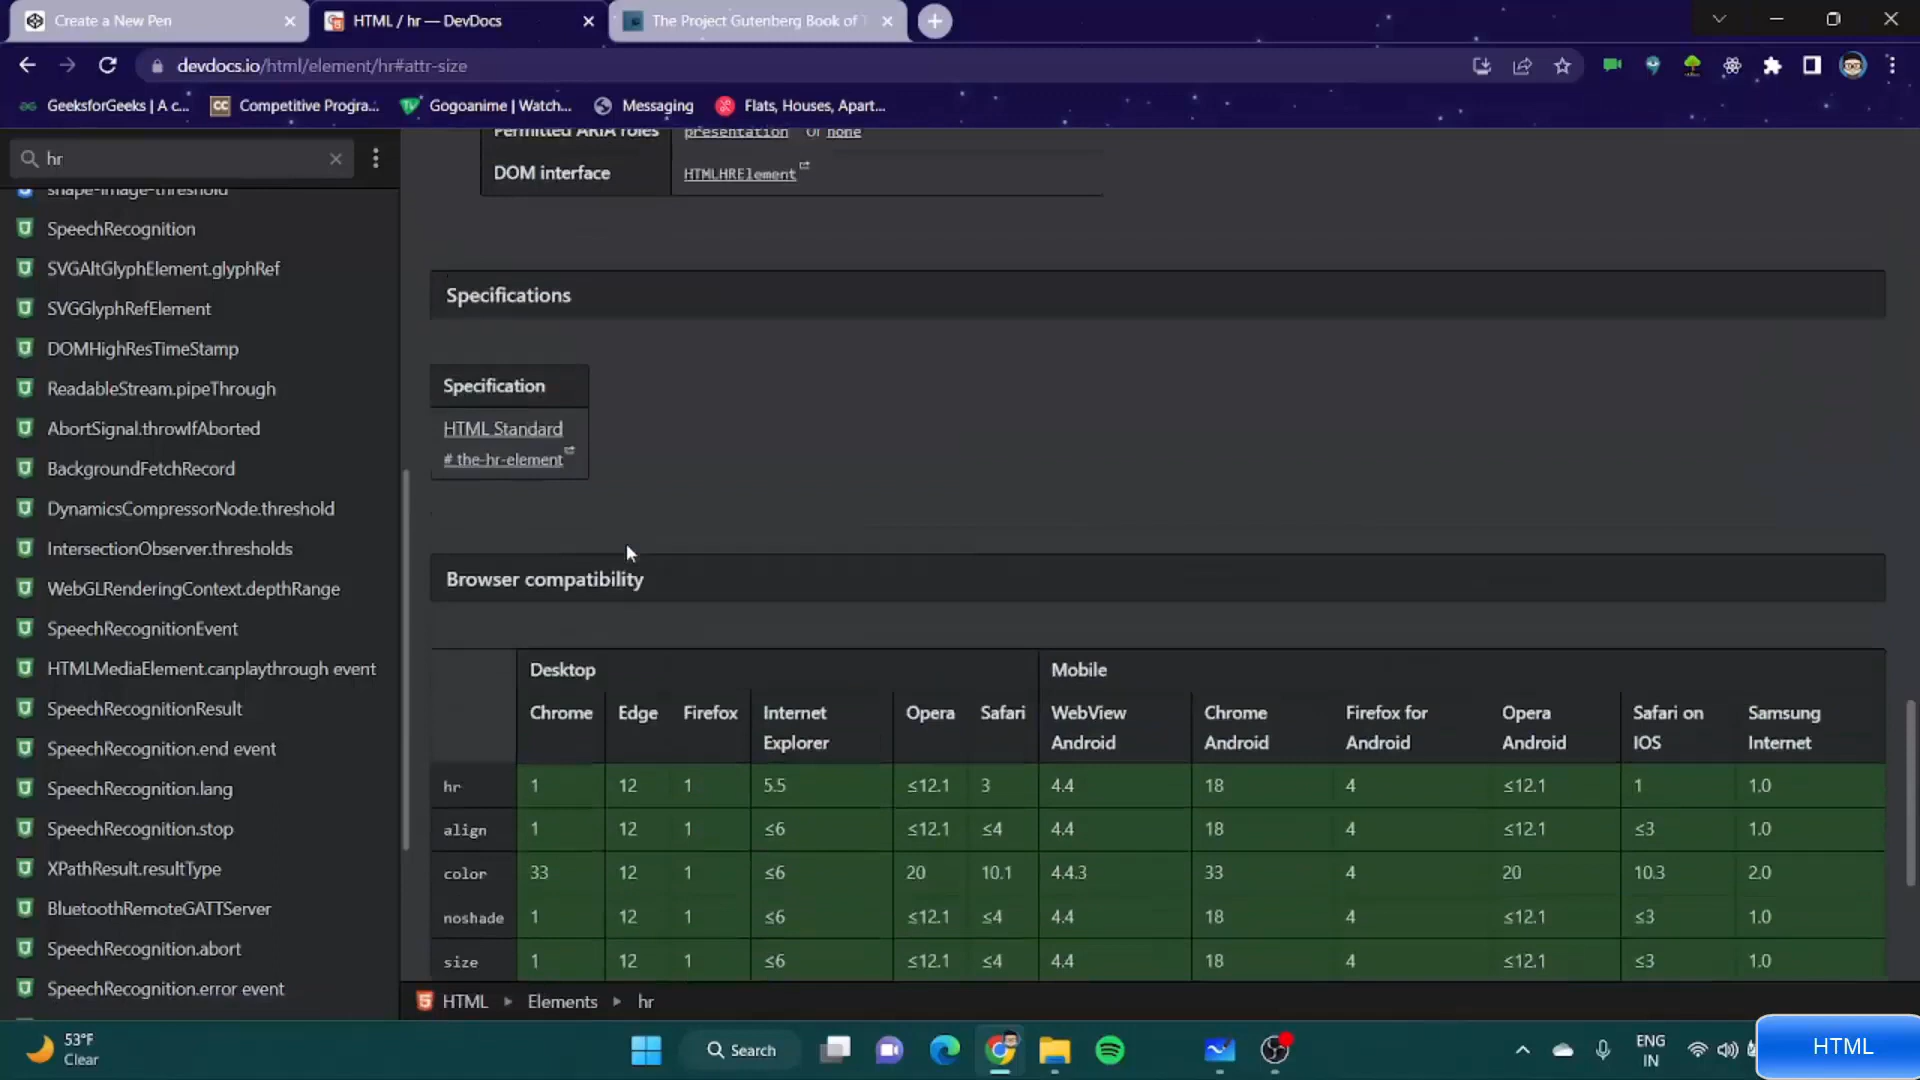 Create a New Pen
HTML / hr — DevDocs
The Project Gutenberg Book of T
devdocs.io/html/element/hr#attr-size
GeeksforGeeks | A c...
CC Competitive Progra...
Gogoanime | Watch...
Messaging
Flats, Houses, Apart...
hr
shape-image-threshold
SpeechRecognition
SVGAltGlyphElement.glyphRef
SVGGlyphRefElement
DOMHighResTimeStamp
ReadableStream.pipeThrough
AbortSignal.throwIfAborted
BackgroundFetchRecord
DynamicsCompressorNode.threshold
IntersectionObserver.thresholds
WebGLRenderingContext.depthRange
SpeechRecognitionEvent
HTMLMediaElement.canplaythrough event
SpeechRecognitionResult
SpeechRecognition.end event
SpeechRecognition.lang
SpeechRecognition.stop
XPathResult.resultType
BluetoothRemoteGATTServer
SpeechRecognition.abort
SpeechRecognition.error event
Permitted ARIA roles presentation or none
DOM interface HTMLHRElement
Specifications
Specification
HTML Standard
# the-hr-element
Browser compatibility
Desktop Mobile
Chrome Edge Firefox Internet Explorer Opera Safari WebView Android Chrome Android Firefox for Android Opera Android Safari on IOS Samsung Internet
hr 1 12 1 5.5 ≤12.1 3 4.4 18 4 ≤12.1 1 1.0
align 1 12 1 ≤6 ≤12.1 ≤4 4.4 18 4 ≤12.1 ≤3 1.0
color 33 12 1 ≤6 20 10.1 4.4.3 33 4 20 10.3 2.0
noshade 1 12 1 ≤6 ≤12.1 ≤4 4.4 18 4 ≤12.1 ≤3 1.0
size 1 12 1 ≤6 ≤12.1 ≤4 4.4 18 4 ≤12.1 ≤3 1.0
HTML Elements hr
53°F
Clear
Search
ENG
IN
HTML